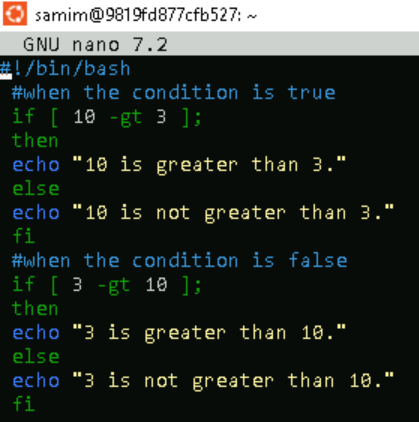 samim@9819fd877cfb527: ~
GNU nano 7.2
#!/bin/bash
#when the condition is true
if [ 10 -gt 3 ];
then
echo "10 is greater than 3."
else
echo "10 is not greater than 3."
fi
#when the condition is false
if [ 3 -gt 10 ];
then
echo "3 is greater than 10."
else
echo "3 is not greater than 10."
fi